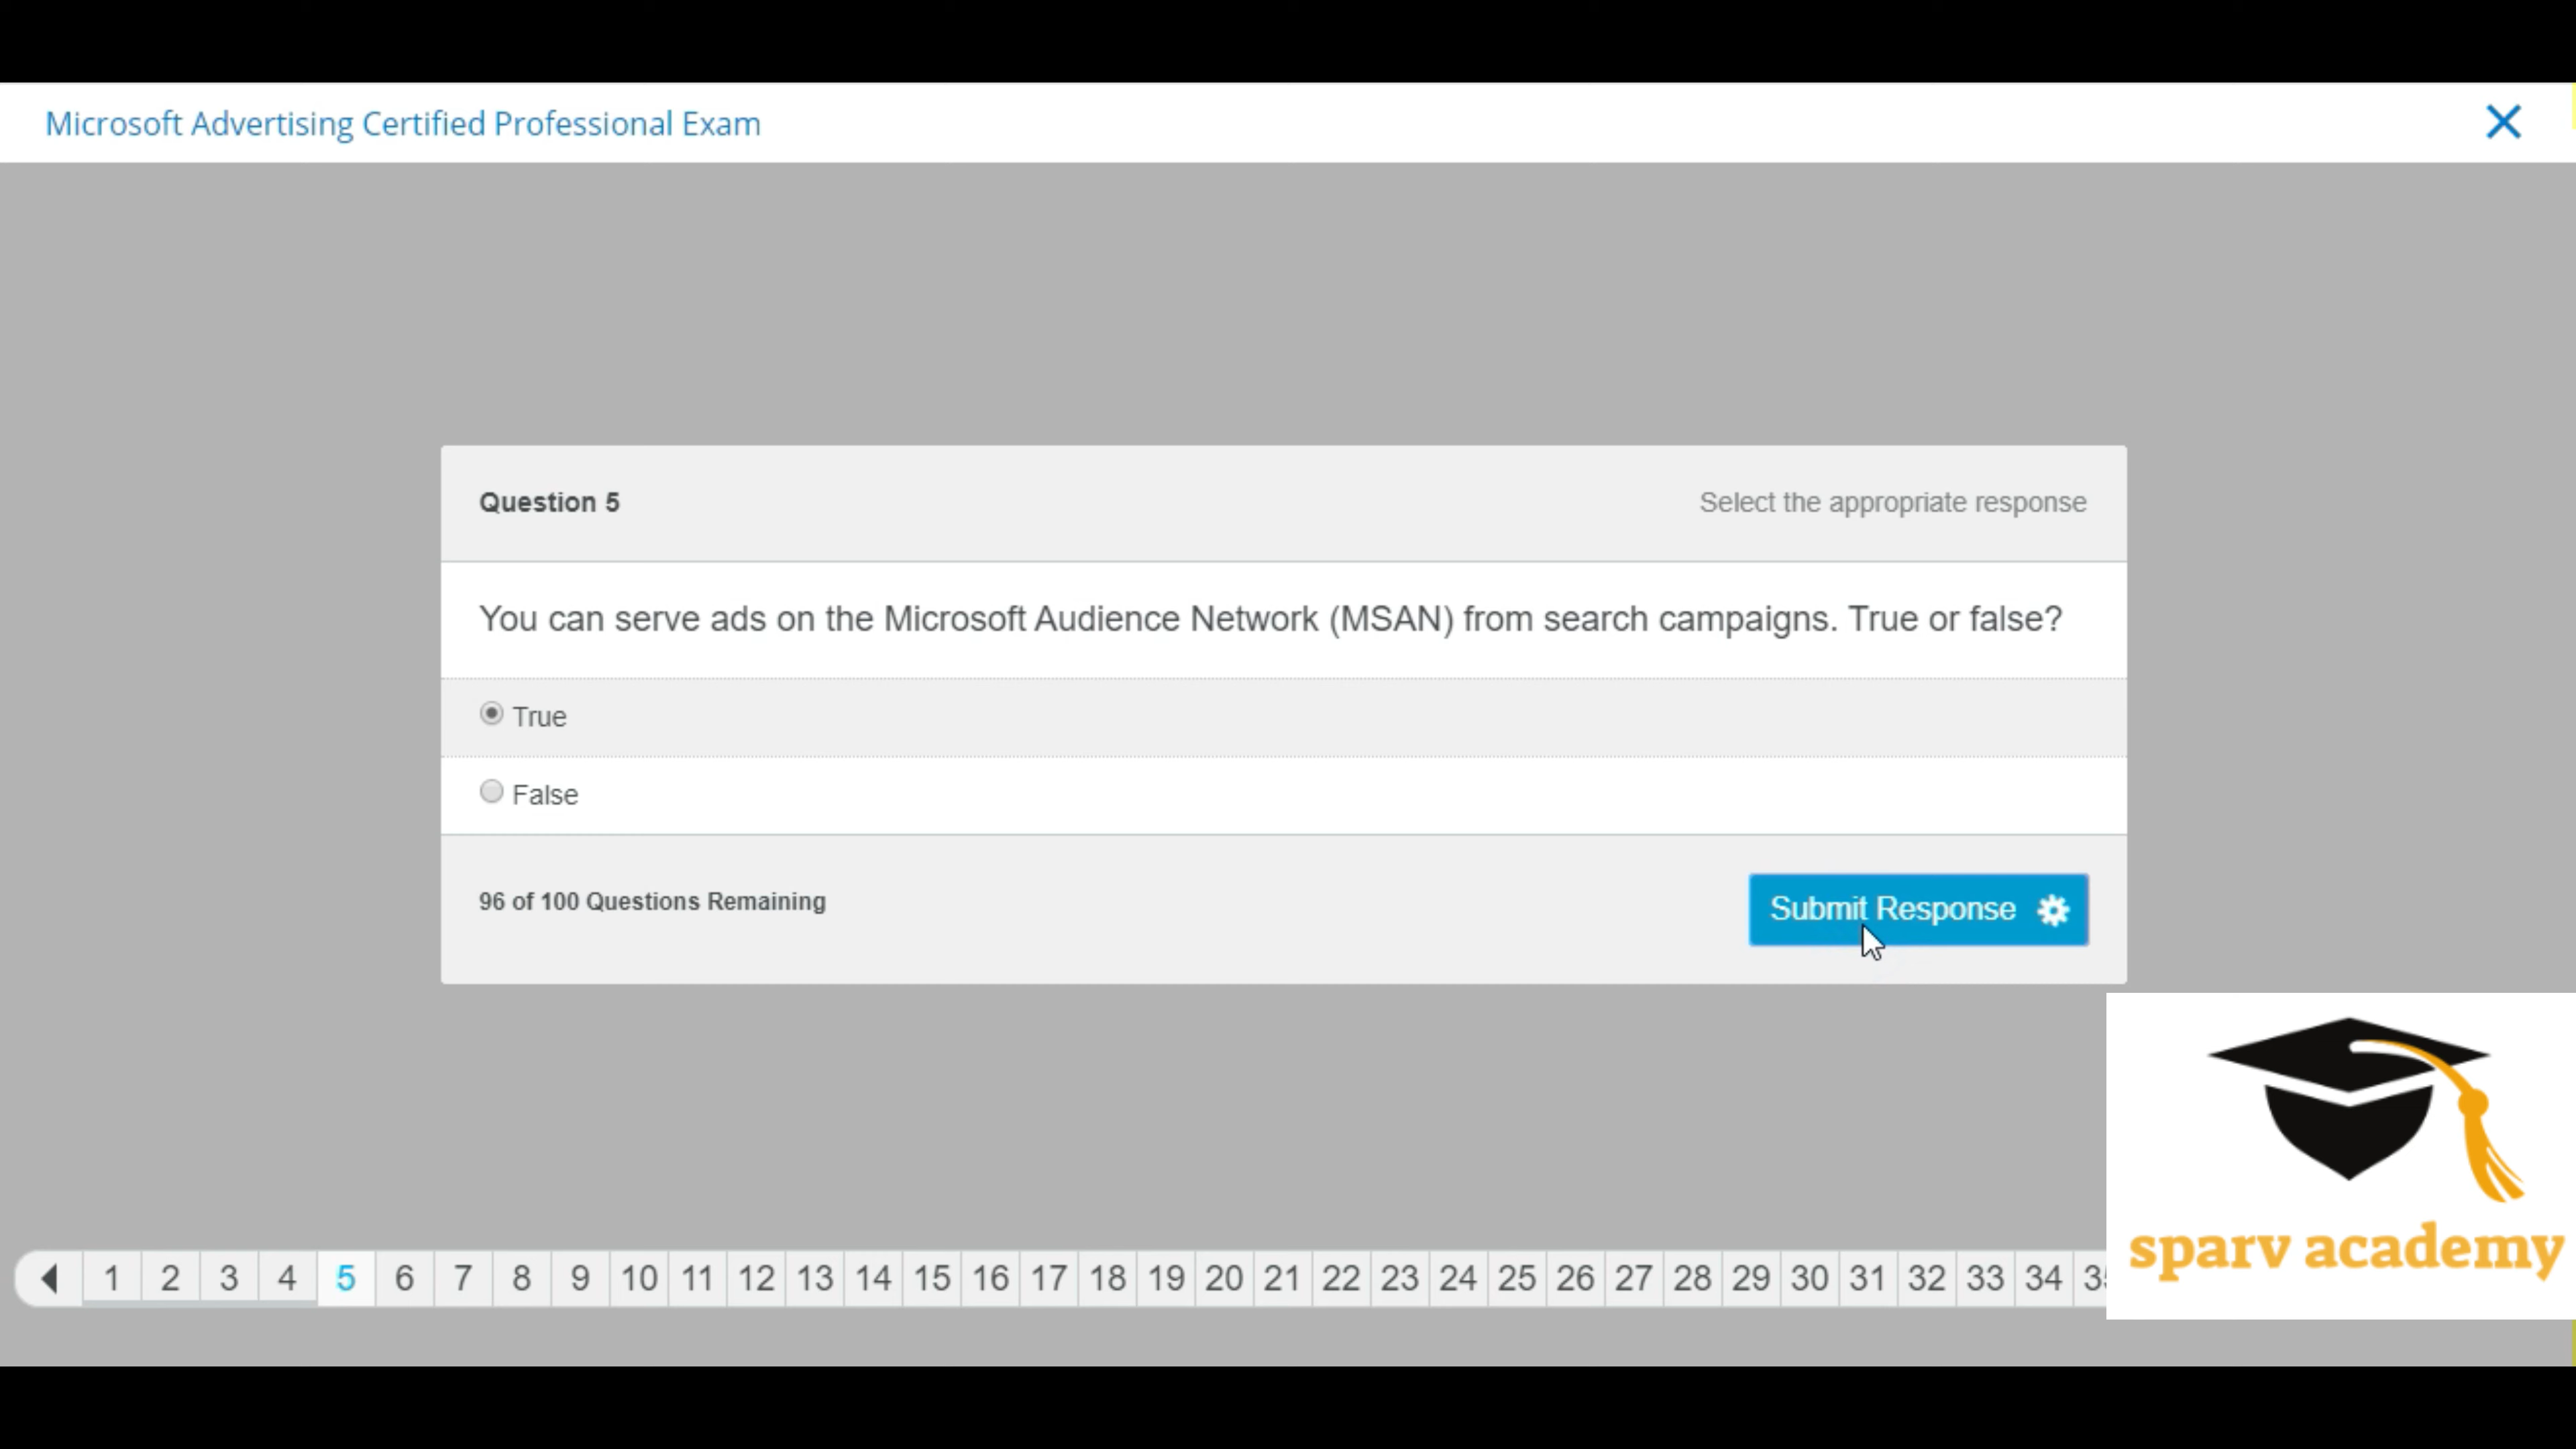 Microsoft Advertising Certified Professional Exam
Question 5
Select the appropriate response
You can serve ads on the Microsoft Audience Network (MSAN) from search campaigns. True or false?
True
False
96 of 100 Questions Remaining
Submit Response
1 2 3 4 5 6 7 8 9 10 11 12 13 14 15 16 17 18 19 20 21 22 23 24 25 26 27 28 29 30 31 32 33 34
sparv academy